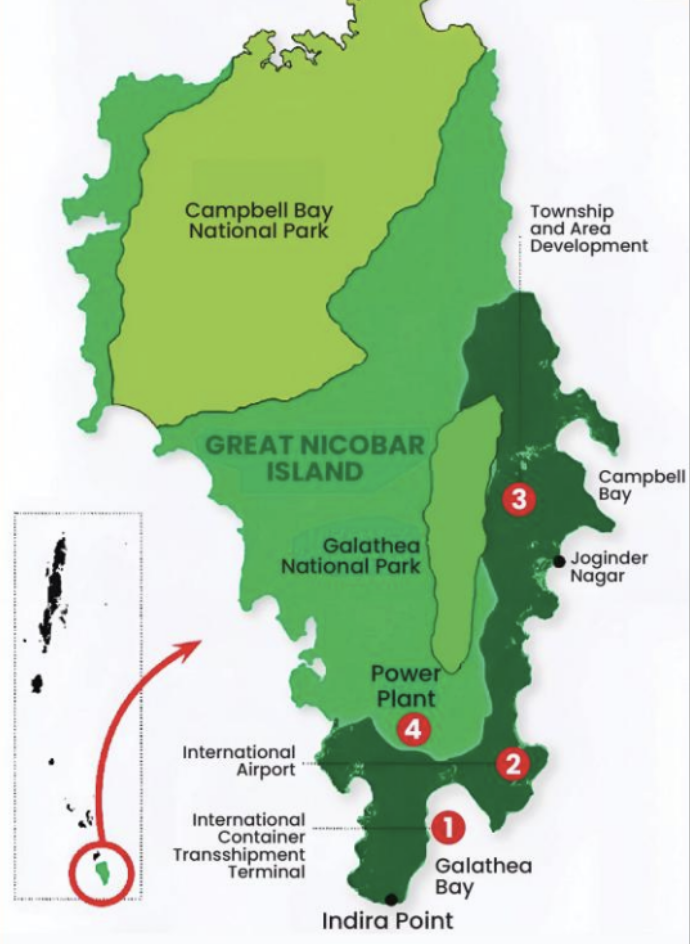 Campbell Bay
National Park
Township
and Area
Development
GREAT NICOBAR
ISLAND
3
Campbell
Bay
Galathea
National Park
Joginder
Nagar
Power
Plant
4
International
Airport
2
International
Container
Transshipment
Terminal
1
Galathea
Bay
Indira Point